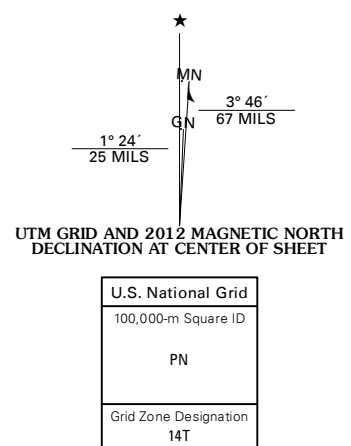 ★
MN
GN
3° 46´
67 MILS
1° 24´
25 MILS
UTM GRID AND 2012 MAGNETIC NORTH
DECLINATION AT CENTER OF SHEET
U.S. National Grid
100,000-m Square ID
PN
Grid Zone Designation
14T